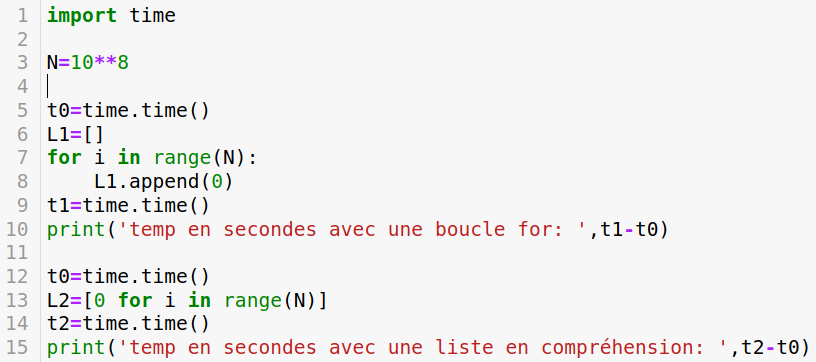 1 import time
2
3 N=10**8
4
5 t0=time.time()
6 L1=[]
7 for i in range(N):
8     L1.append(0)
9 t1=time.time()
10 print('temp en secondes avec une boucle for: ',t1-t0)
11
12 t0=time.time()
13 L2=[0 for i in range(N)]
14 t2=time.time()
15 print('temp en secondes avec une liste en compréhension: ',t2-t0)